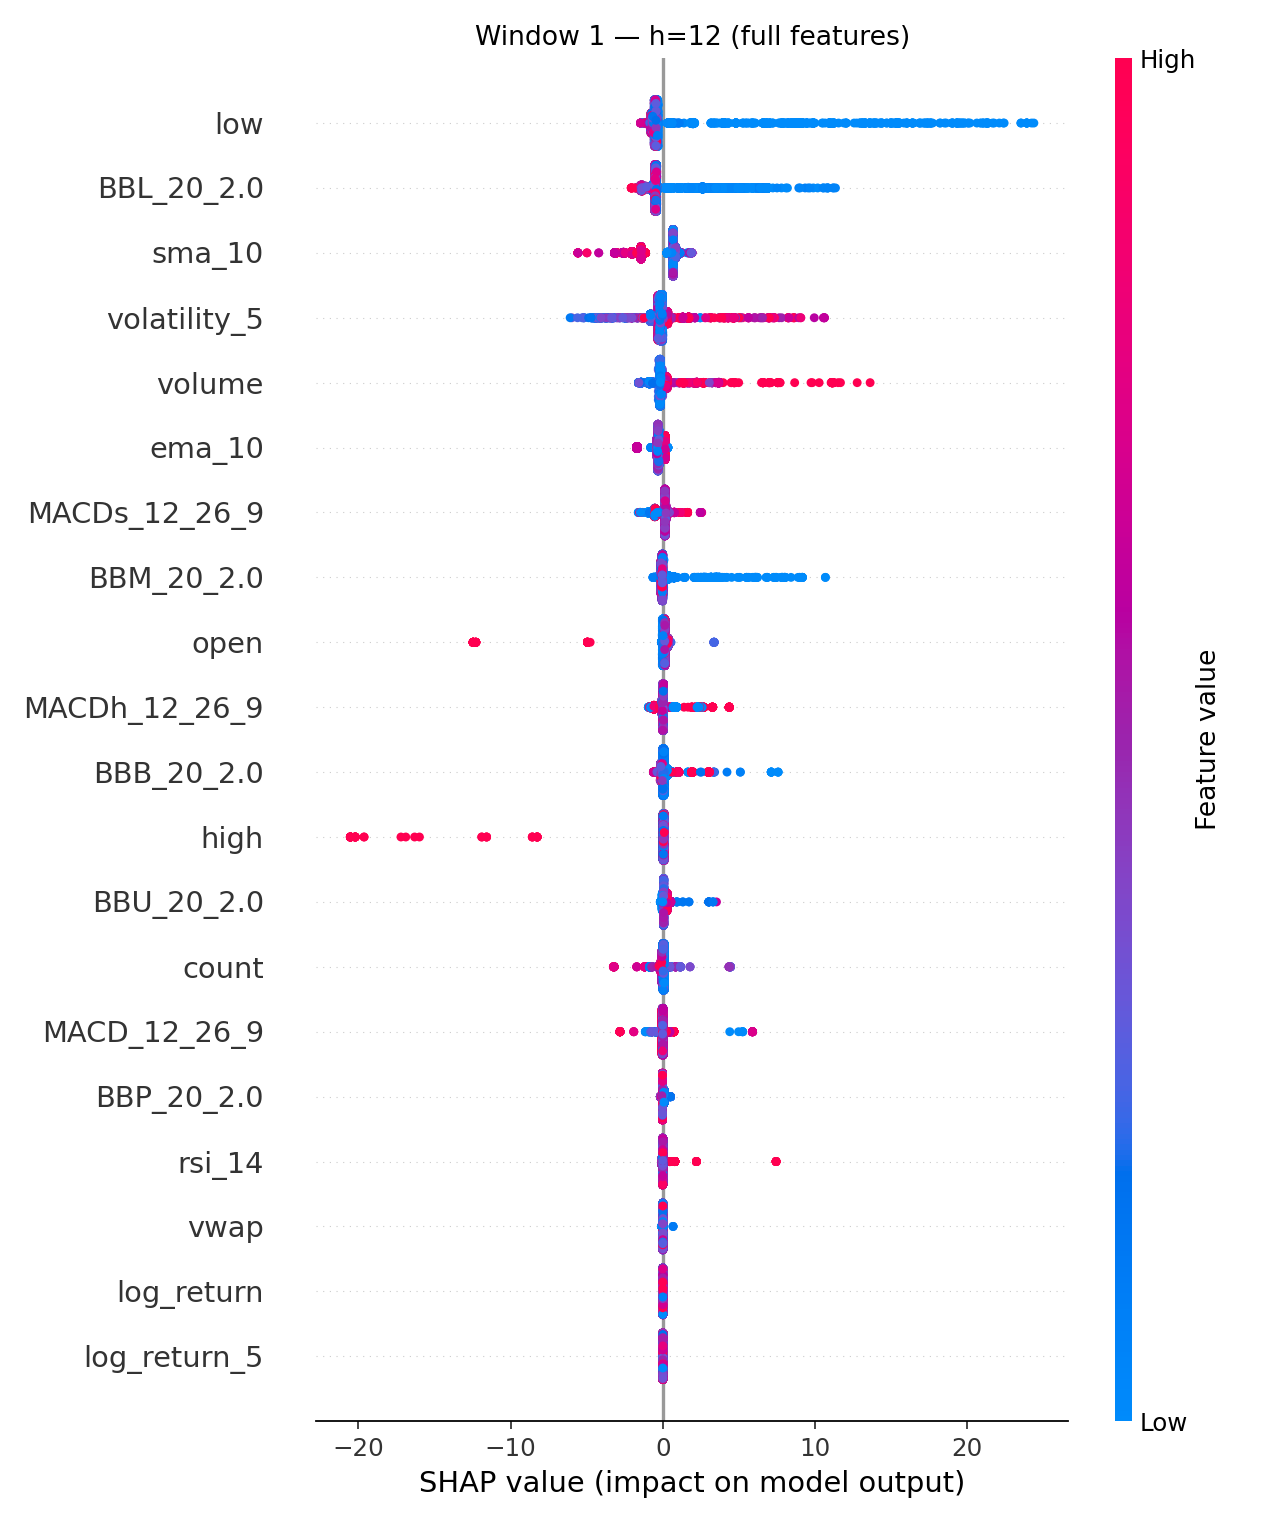 Window 1 — h=12 (full features)
High
low
BBL_20_2.0
sma_10
volatility_5
volume
ema_10
MACDs_12_26_9
BBM_20_2.0
open
MACDh_12_26_9
BBB_20_2.0
high
BBU_20_2.0
count
MACD_12_26_9
BBP_20_2.0
rsi_14
vwap
log_return
log_return_5
Feature value
Low
−20 −10 0 10 20
SHAP value (impact on model output)